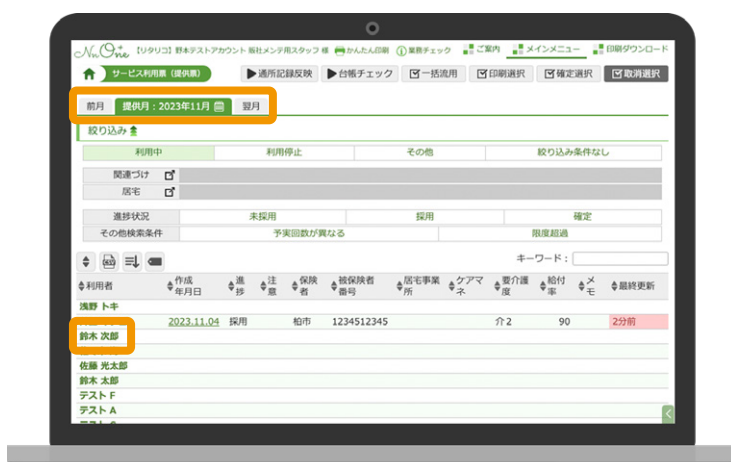 NuOne 【リタリコ】野本テストアカウント 販社メンテ用スタッフ 様 かんたん印刷 業務チェック ご案内 メインメニュー 印刷ダウンロード
サービス利用票（提供票） ▶通所記録反映 ▶台帳チェック 一括流用 印刷選択 確定選択 取消選択
前月 提供月：2023年11月 翌月
絞り込み
利用中 利用停止 その他 絞り込み条件なし
関連づけ
居宅
進捗状況 未採用 採用 確定
その他検索条件 予実回数が異なる 限度超過
キーワード：
利用者 作成年月日 進捗 注意 保険者 被保険者番号 居宅事業所 ケアマネ 要介護度 給付率 メモ 最終更新
浅野 トキ
2023.11.04 採用 柏市 1234512345 介2 90 2分前
鈴木 次郎
佐藤 光太郎
鈴木 太郎
テスト F
テスト A